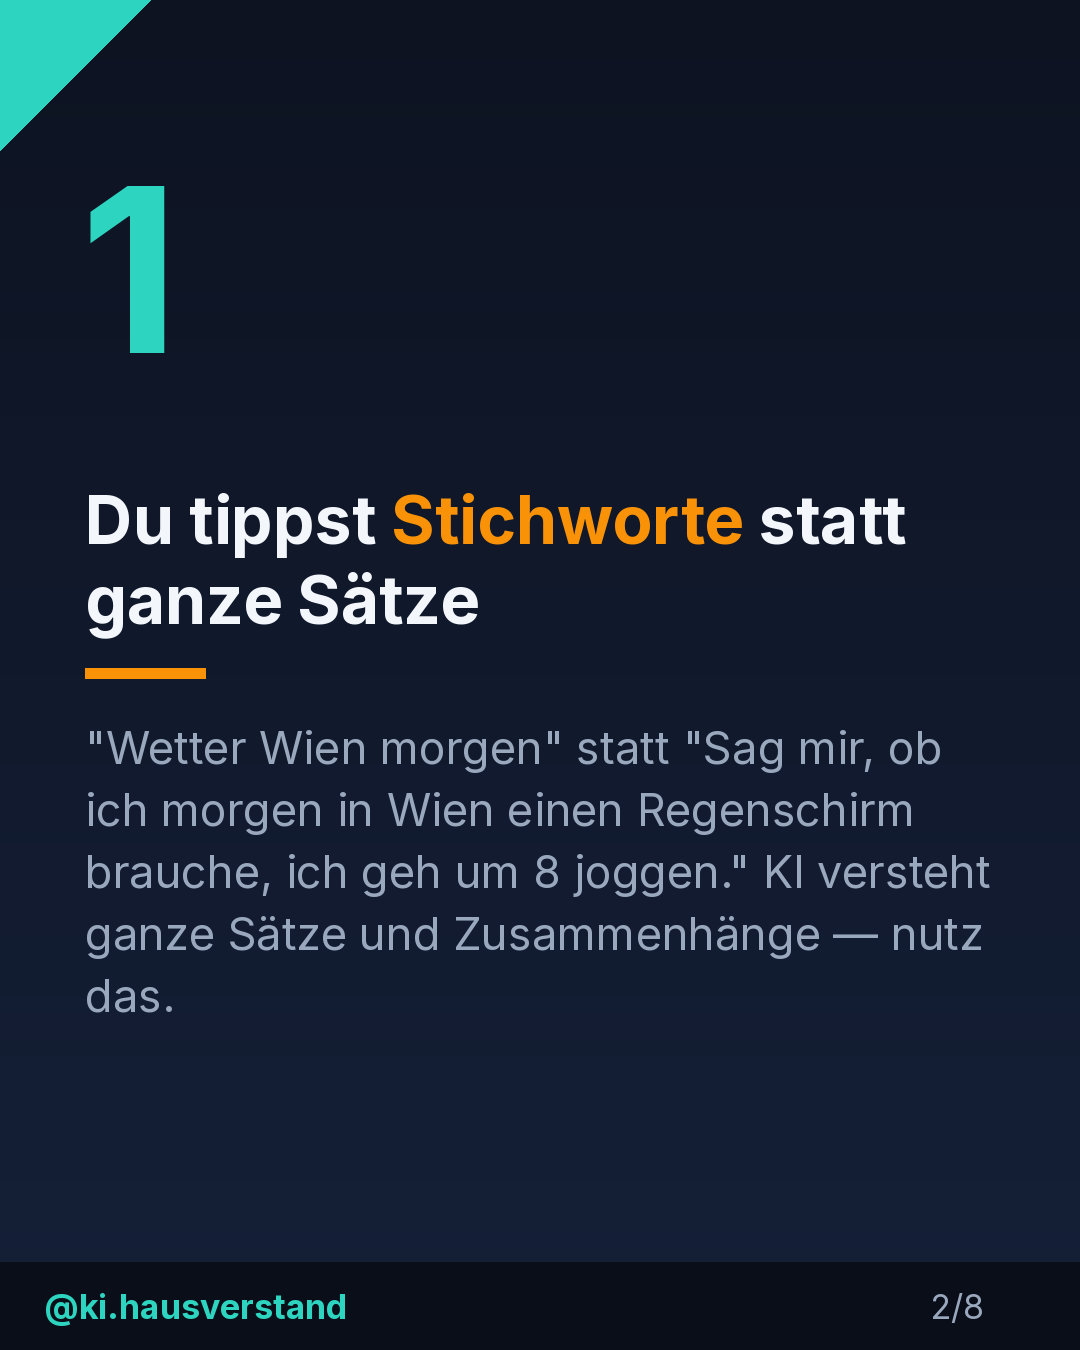 1
Du tippst Stichworte statt
ganze Sätze
"Wetter Wien morgen" statt "Sag mir, ob
ich morgen in Wien einen Regenschirm
brauche, ich geh um 8 joggen." KI versteht
ganze Sätze und Zusammenhänge — nutz
das.
@ki.hausverstand
2/8